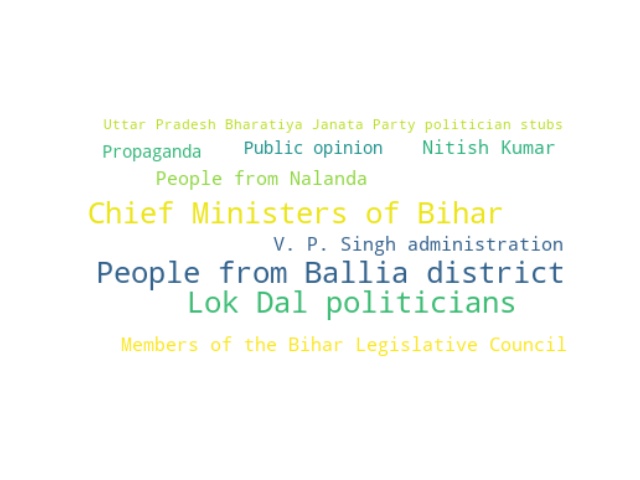 Uttar Pradesh Bharatiya Janata Party politician stubs
Propaganda Public opinion Nitish Kumar
People from Nalanda
Chief Ministers of Bihar
V. P. Singh administration
People from Ballia district
Lok Dal politicians
Members of the Bihar Legislative Council